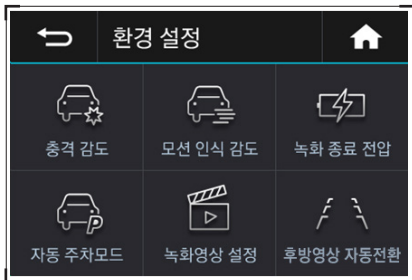 환경 설정
충격 감도
모션 인식 감도
녹화 종료 전압
자동 주차모드
녹화영상 설정
후방영상 자동전환